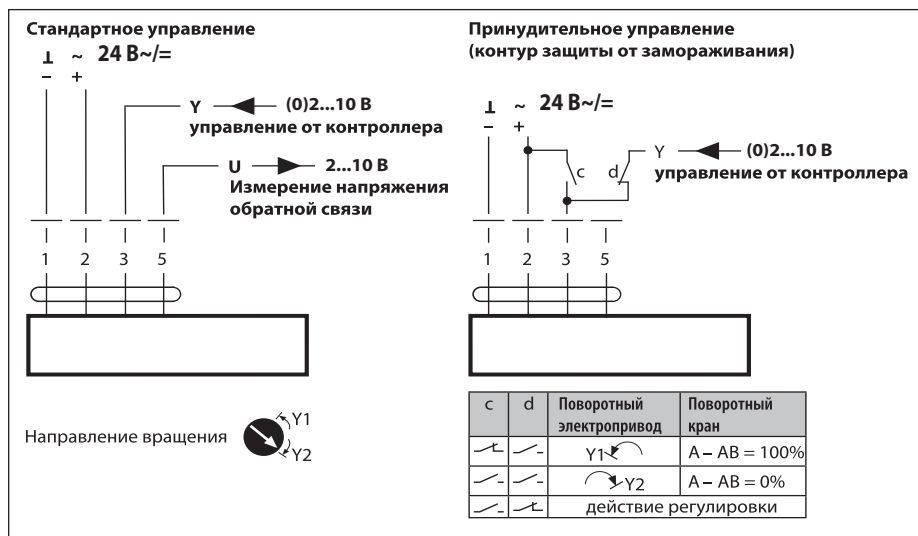 Стандартное управление
⊥ ~ 24 В~/=
– +
Y (0)2...10 В
управление от контроллера
U 2...10 В
Измерение напряжения
обратной связи
1 2 3 5
Направление вращения
Y1
Y2
Принудительное управление
(контур защиты от замораживания)
⊥ ~ 24 В~/=
– +
c d Y (0)2...10 В
управление от контроллера
1 2 3 5
c d Поворотный электропривод Поворотный кран
Y1 A – AB = 100%
Y2 A – AB = 0%
действие регулировки